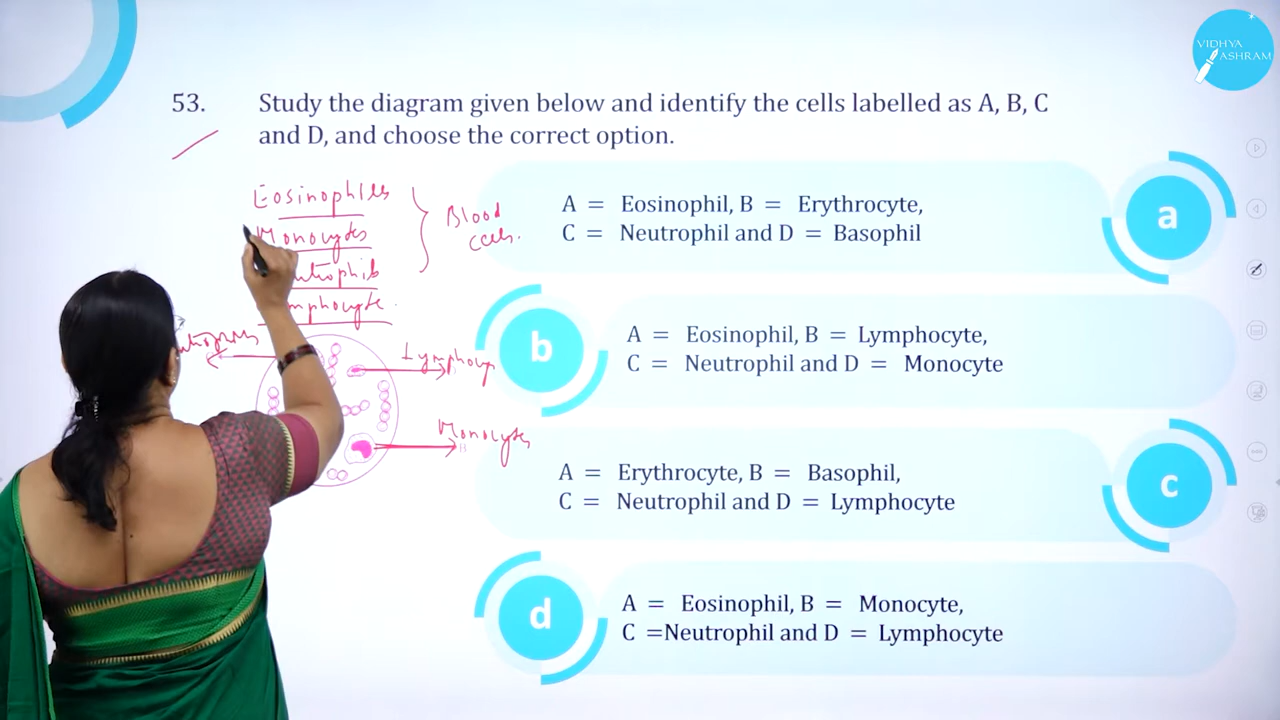 VIDHYA
ASHRAM
53. Study the diagram given below and identify the cells labelled as A, B, C
and D, and choose the correct option.
Eosinophils
Monocytes
Blood
cells.
A = Eosinophil, B = Erythrocyte,
C = Neutrophil and D = Basophil
a
b
A = Eosinophil, B = Lymphocyte,
C = Neutrophil and D = Monocyte
Monocytes
A = Erythrocyte, B = Basophil,
C = Neutrophil and D = Lymphocyte
c
d
A = Eosinophil, B = Monocyte,
C =Neutrophil and D = Lymphocyte